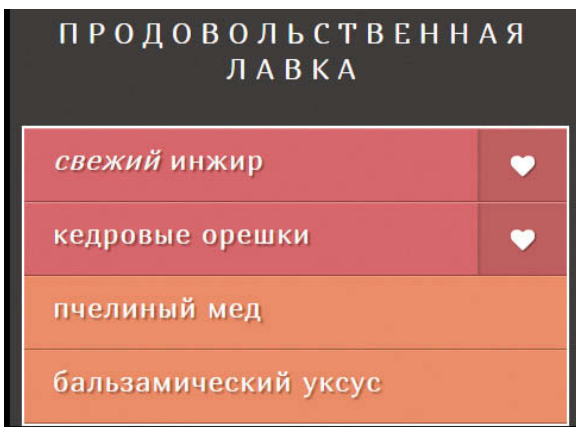 ПРОДОВОЛЬСТВЕННАЯ
ЛАВКА
свежий инжир
кедровые орешки
пчелиный мед
бальзамический уксус